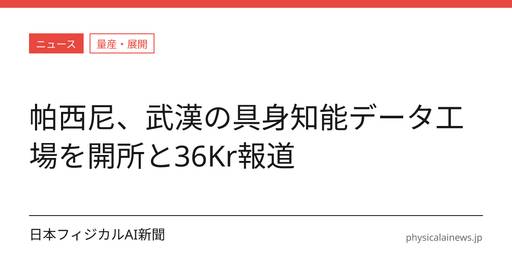 ニュース 量産・展開
帕西尼、武漢の具身知能データ工
場を開所と36Kr報道
日本フィジカルAI新聞
physicalainews.jp